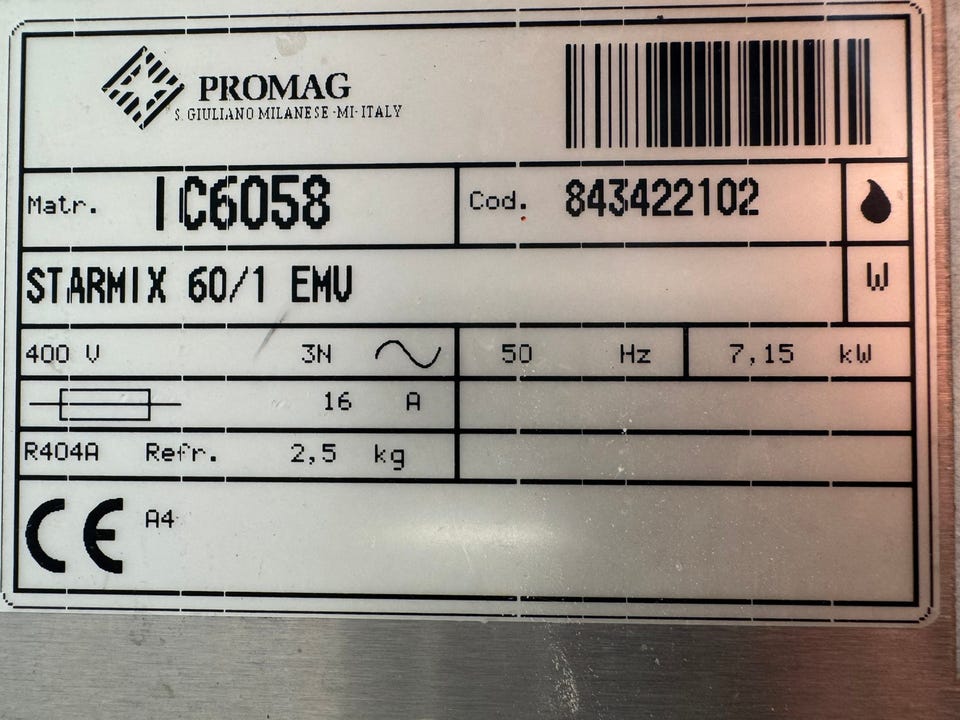 PROMAG
S. GIULIANO MILANESE-MI-ITALY
Matr. IC6058 Cod. 843422102
STARMIX 60/1 EMV W
400 V 3N 50 Hz 7,15 kW
16 A
R404A Refr. 2,5 kg
CE A4